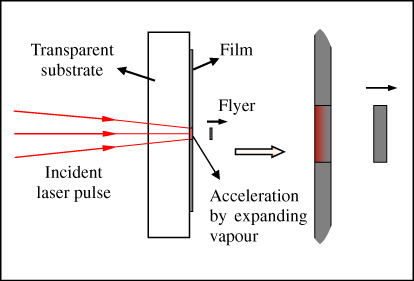 Transparent
substrate
Film
Flyer
Incident
laser pulse
Acceleration
by expanding
vapour